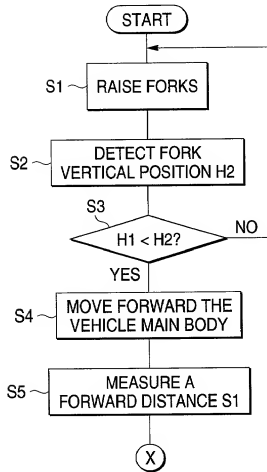 START
S1
RAISE FORKS
S2
DETECT FORK
VERTICAL POSITION H2
S3
H1 < H2?
NO
YES
S4
MOVE FORWARD THE
VEHICLE MAIN BODY
S5
MEASURE A
FORWARD DISTANCE S1
X